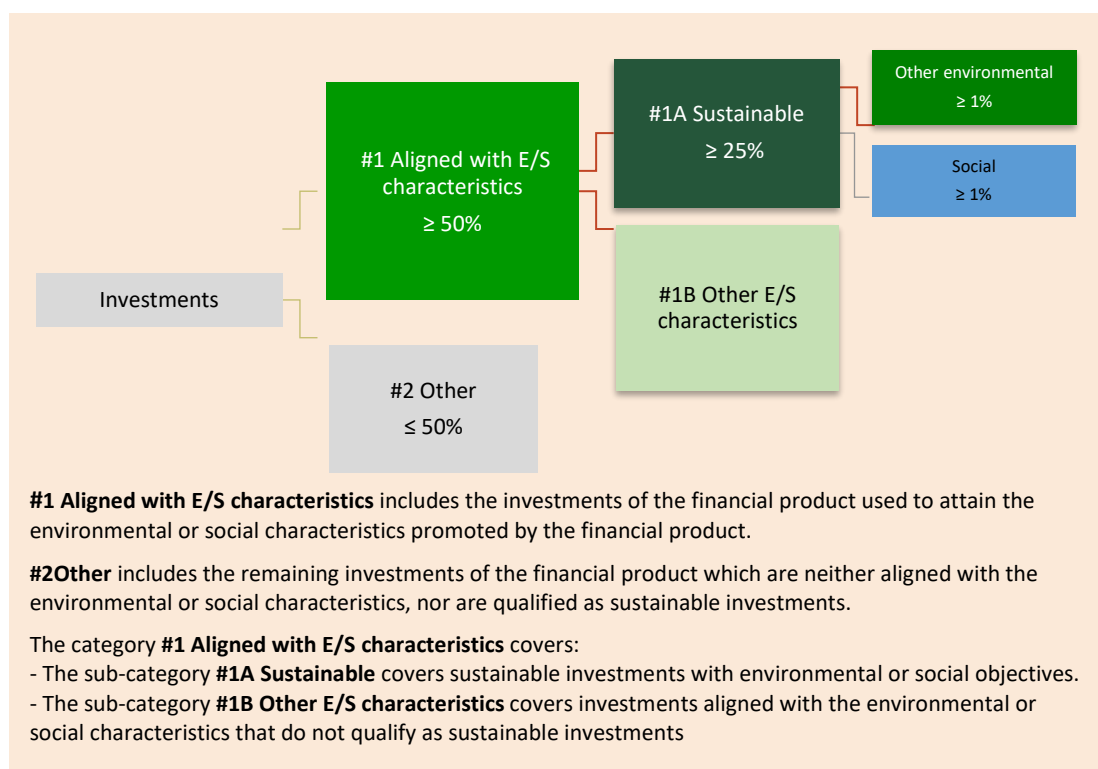 Other environmental
≥ 1%
#1A Sustainable
≥ 25%
#1 Aligned with E/S
characteristics
≥ 50%
Social
≥ 1%
Investments
#1B Other E/S
characteristics
#2 Other
≤ 50%
#1 Aligned with E/S characteristics includes the investments of the financial product used to attain the
environmental or social characteristics promoted by the financial product.
#2Other includes the remaining investments of the financial product which are neither aligned with the
environmental or social characteristics, nor are qualified as sustainable investments.
The category #1 Aligned with E/S characteristics covers:
- The sub-category #1A Sustainable covers sustainable investments with environmental or social objectives.
- The sub-category #1B Other E/S characteristics covers investments aligned with the environmental or
social characteristics that do not qualify as sustainable investments